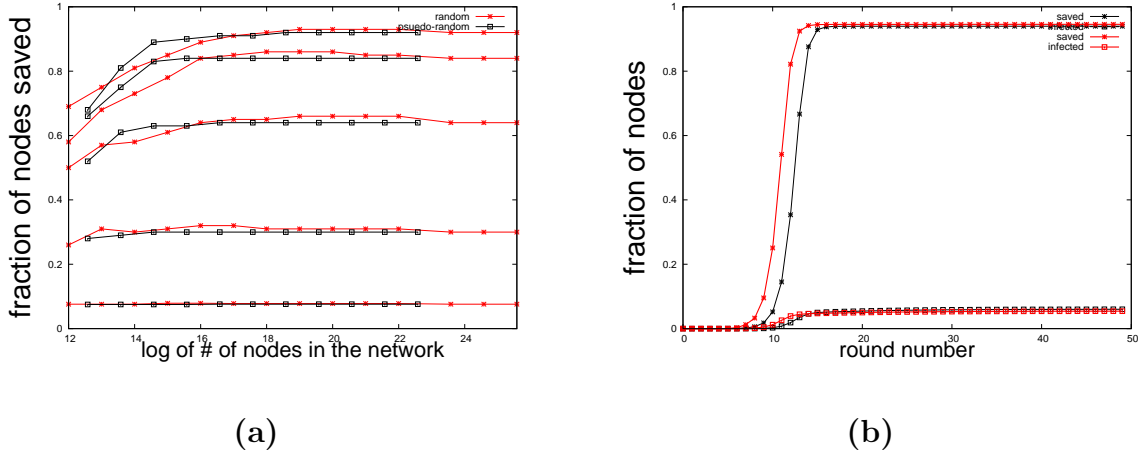 fraction of nodes saved
1
0.8
0.6
0.4
0.2
0
12
14
16
18
20
22
24
log of # of nodes in the network
random
psuedo-random
(a)
fraction of nodes
1
0.8
0.6
0.4
0.2
0
0
10
20
30
40
50
round number
saved
infected
saved
infected
(b)